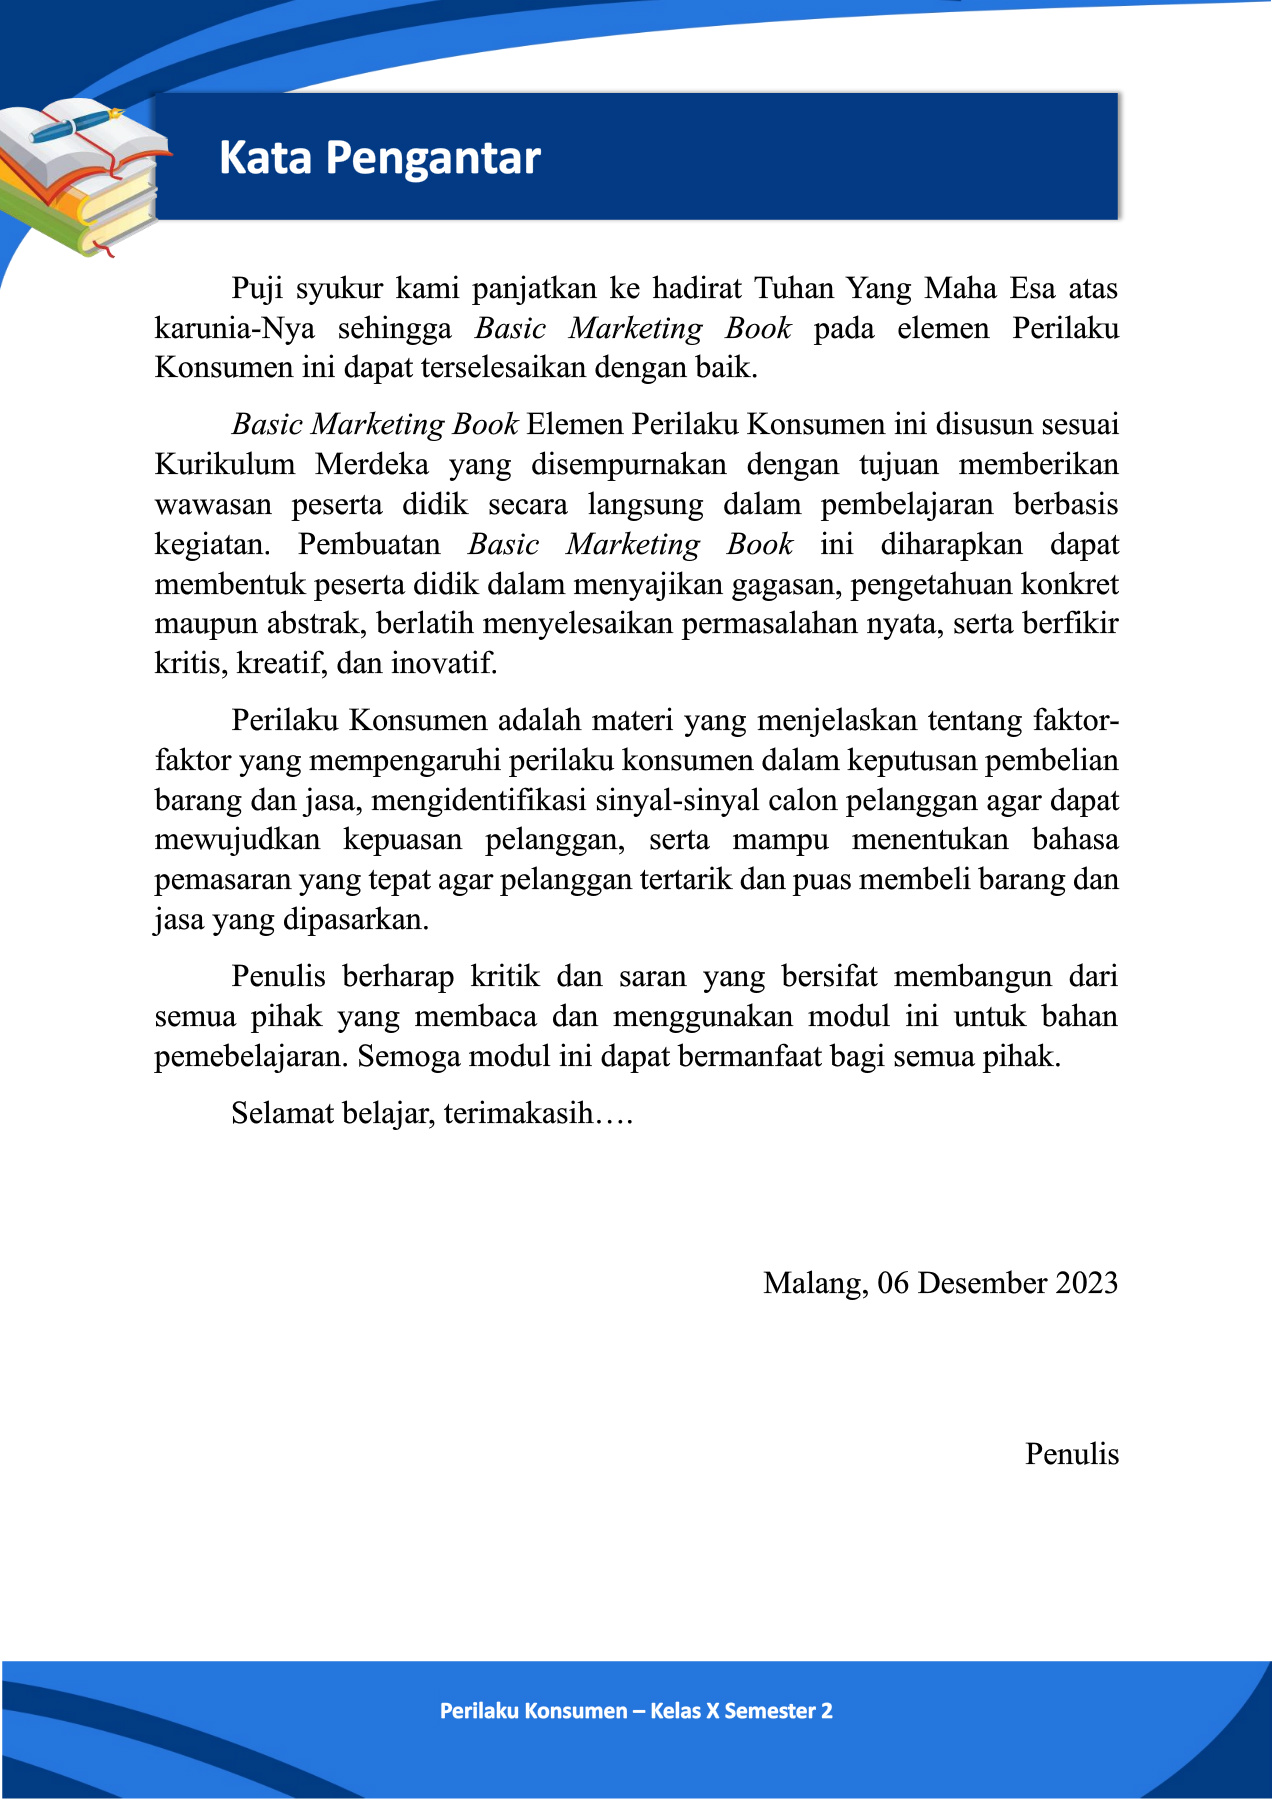 Kata Pengantar
Puji syukur kami panjatkan ke hadirat Tuhan Yang Maha Esa atas
karunia-Nya sehingga Basic Marketing Book pada elemen Perilaku
Konsumen ini dapat terselesaikan dengan baik.
Basic Marketing Book Elemen Perilaku Konsumen ini disusun sesuai
Kurikulum Merdeka yang disempurnakan dengan tujuan memberikan
wawasan peserta didik secara langsung dalam pembelajaran berbasis
kegiatan. Pembuatan Basic Marketing Book ini diharapkan dapat
membentuk peserta didik dalam menyajikan gagasan, pengetahuan konkret
maupun abstrak, berlatih menyelesaikan permasalahan nyata, serta berfikir
kritis, kreatif, dan inovatif.
Perilaku Konsumen adalah materi yang menjelaskan tentang faktor-
faktor yang mempengaruhi perilaku konsumen dalam keputusan pembelian
barang dan jasa, mengidentifikasi sinyal-sinyal calon pelanggan agar dapat
mewujudkan kepuasan pelanggan, serta mampu menentukan bahasa
pemasaran yang tepat agar pelanggan tertarik dan puas membeli barang dan
jasa yang dipasarkan.
Penulis berharap kritik dan saran yang bersifat membangun dari
semua pihak yang membaca dan menggunakan modul ini untuk bahan
pemebelajaran. Semoga modul ini dapat bermanfaat bagi semua pihak.
Selamat belajar, terimakasih….
Malang, 06 Desember 2023
Penulis
Perilaku Konsumen – Kelas X Semester 2